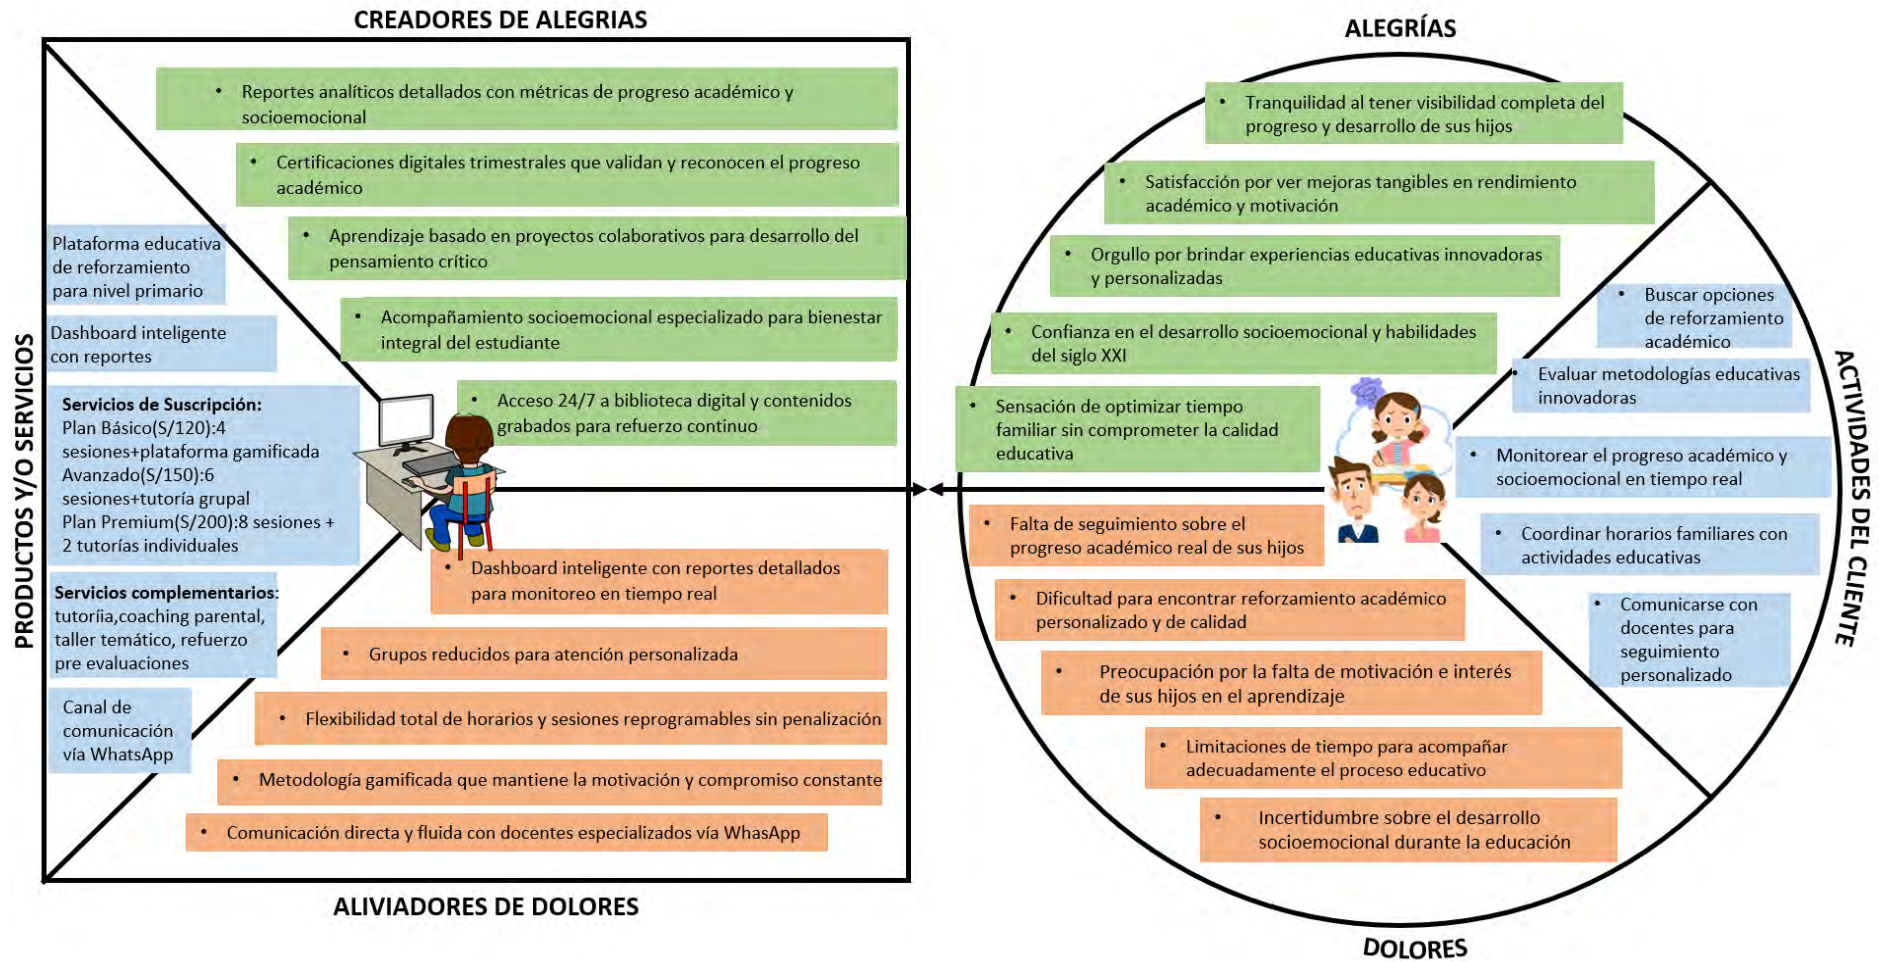 CREADORES DE ALEGRIAS
• Reportes analíticos detallados con métricas de progreso académico y
socioemocional
• Certificaciones digitales trimestrales que validan y reconocen el progreso
académico
• Aprendizaje basado en proyectos colaborativos para desarrollo del
pensamiento crítico
• Acompañamiento socioemocional especializado para bienestar
integral del estudiante
• Acceso 24/7 a biblioteca digital y contenidos
grabados para refuerzo continuo
PRODUCTOS Y/O SERVICIOS
Plataforma educativa
de reforzamiento
para nivel primario
Dashboard inteligente
con reportes
Servicios de Suscripción:
Plan Básico(S/120):4
sesiones+plataforma gamificada
Avanzado(S/150):6
sesiones+tutoría grupal
Plan Premium(S/200):8 sesiones +
2 tutorías individuales
Servicios complementarios:
tutoríia,coaching parental,
taller temático, refuerzo
pre evaluaciones
Canal de
comunicación
vía WhatsApp
• Dashboard inteligente con reportes detallados
para monitoreo en tiempo real
• Grupos reducidos para atención personalizada
• Flexibilidad total de horarios y sesiones reprogramables sin penalización
• Metodología gamificada que mantiene la motivación y compromiso constante
• Comunicación directa y fluida con docentes especializados vía WhasApp
ALIVIADORES DE DOLORES
ALEGRÍAS
• Tranquilidad al tener visibilidad completa del
progreso y desarrollo de sus hijos
• Satisfacción por ver mejoras tangibles en rendimiento
académico y motivación
• Orgullo por brindar experiencias educativas innovadoras
y personalizadas
• Confianza en el desarrollo socioemocional y habilidades
del siglo XXI
• Sensación de optimizar tiempo
familiar sin comprometer la calidad
educativa
• Falta de seguimiento sobre el
progreso académico real de sus hijos
• Dificultad para encontrar reforzamiento académico
personalizado y de calidad
• Preocupación por la falta de motivación e interés
de sus hijos en el aprendizaje
• Limitaciones de tiempo para acompañar
adecuadamente el proceso educativo
• Incertidumbre sobre el desarrollo
socioemocional durante la educación
DOLORES
• Buscar opciones
de reforzamiento
académico
• Evaluar metodologías educativas
innovadoras
• Monitorear el progreso académico y
socioemocional en tiempo real
• Coordinar horarios familiares con
actividades educativas
• Comunicarse con
docentes para
seguimiento
personalizado
ACTIVIDADES DEL CLIENTE